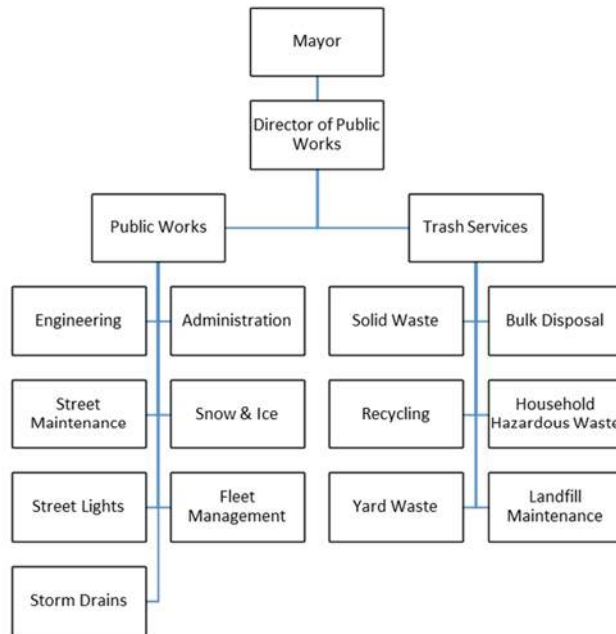 Mayor
Director of Public
Works
Public Works
Trash Services
Engineering
Administration
Solid Waste
Bulk Disposal
Street
Maintenance
Snow & Ice
Recycling
Household
Hazardous Waste
Street Lights
Fleet
Management
Yard Waste
Landfill
Maintenance
Storm Drains